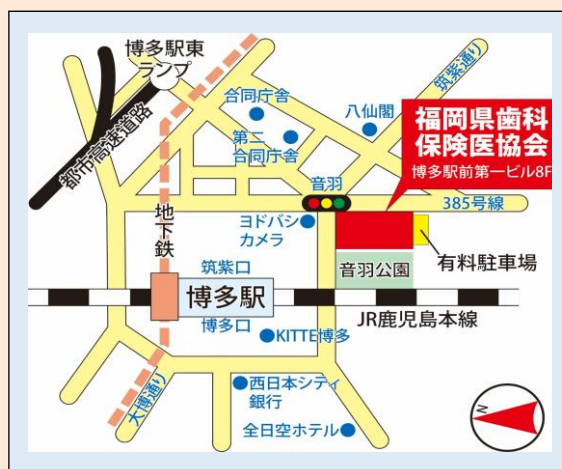 博多駅東
ランプ
都市高速道路
合同庁舎
第二
合同庁舎
八仙閣
筑紫通り
福岡県歯科
保険医協会
博多駅前第一ビル8F
音羽
385号線
地下鉄
ヨドバシ
カメラ
音羽公園
有料駐車場
筑紫口
博多駅
博多口
JR鹿児島本線
KITTE博多
大博通り
西日本シティ
銀行
全日空ホテル
N